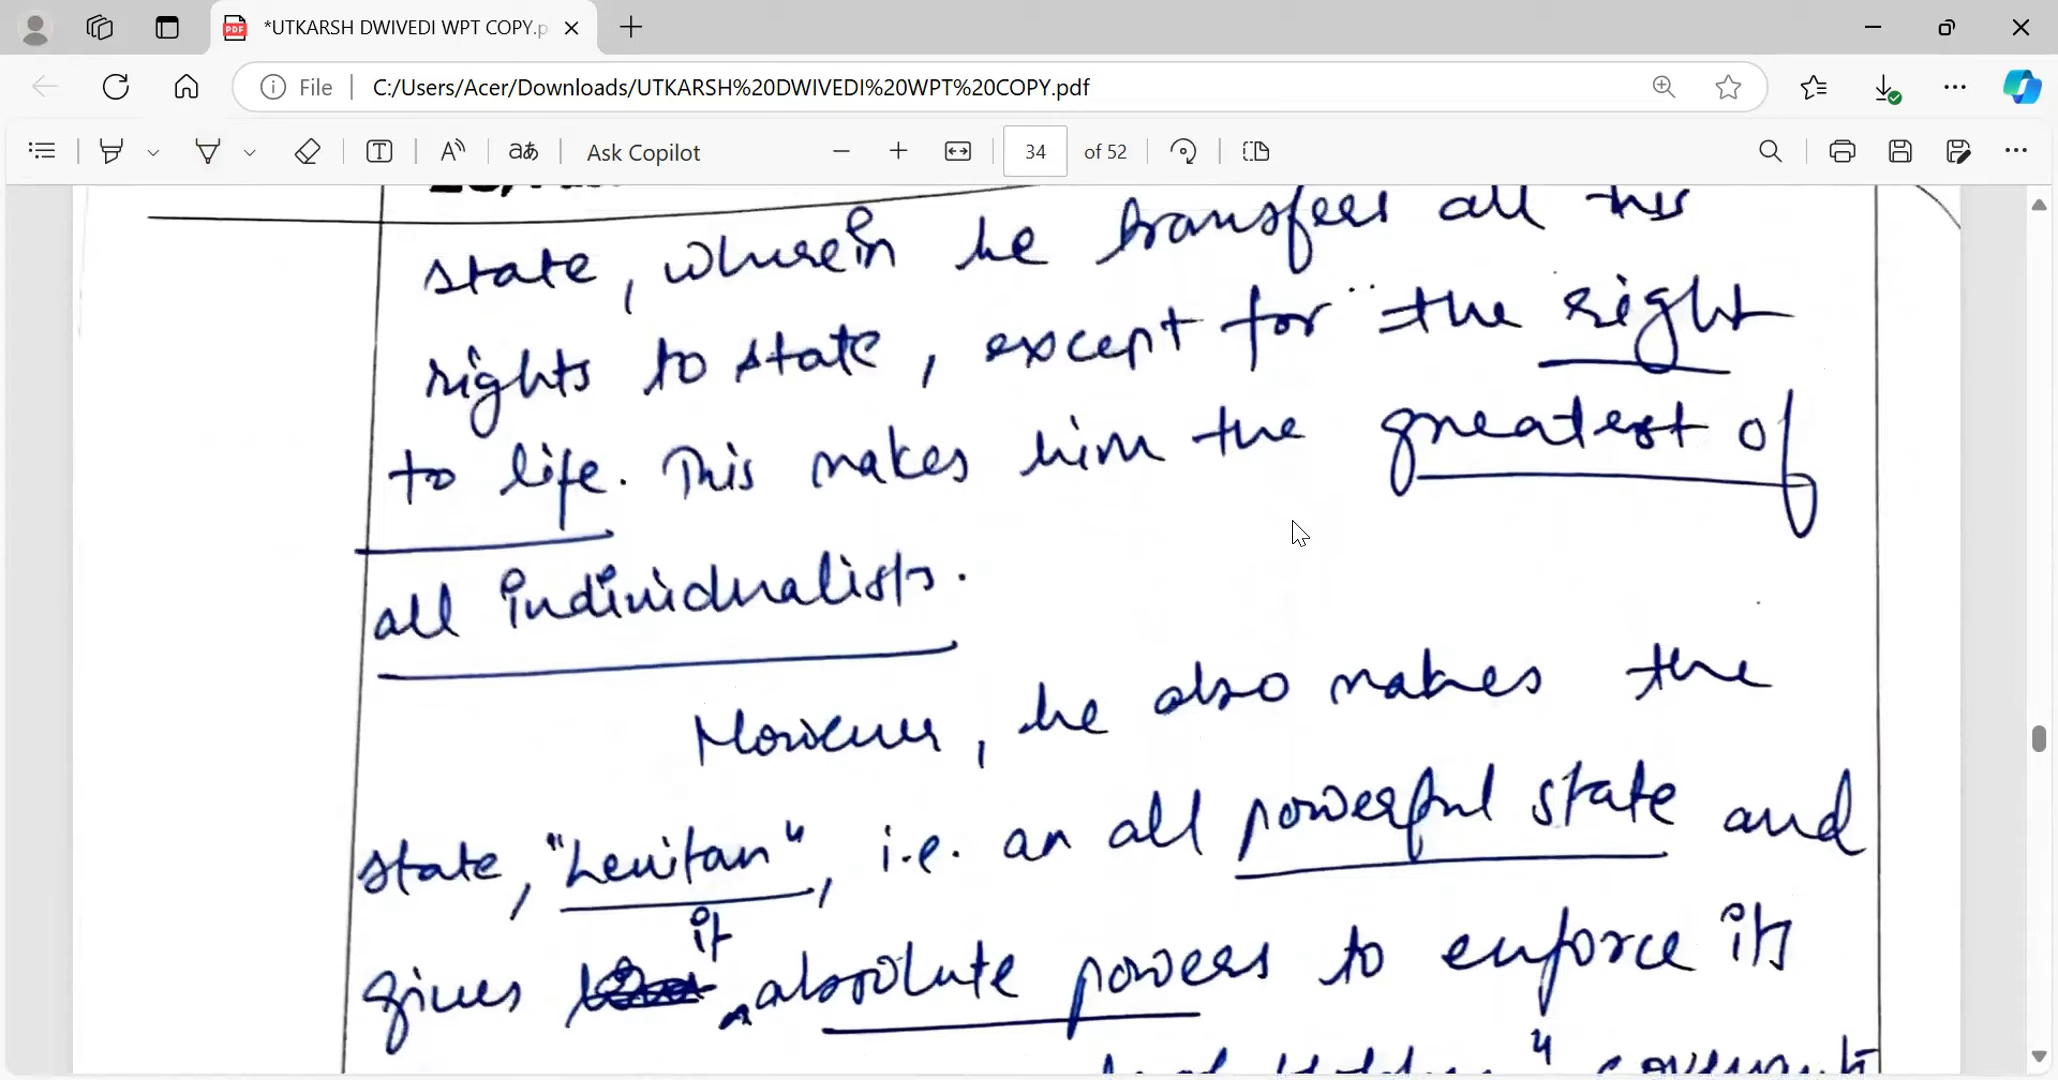 *UTKARSH DWIVEDI WPT COPY.p
File
C:/Users/Acer/Downloads/UTKARSH%20DWIVEDI%20WPT%20COPY.pdf
Ask Copilot
34 of 52
state, wherein he transfers all his
rights to state, except for the right
to life. This makes him the greatest of
all individualists.
However, he also makes the
state, "Levitan", i.e. an all powerful state and
it
gives absolute powers to enforce its
" covenants